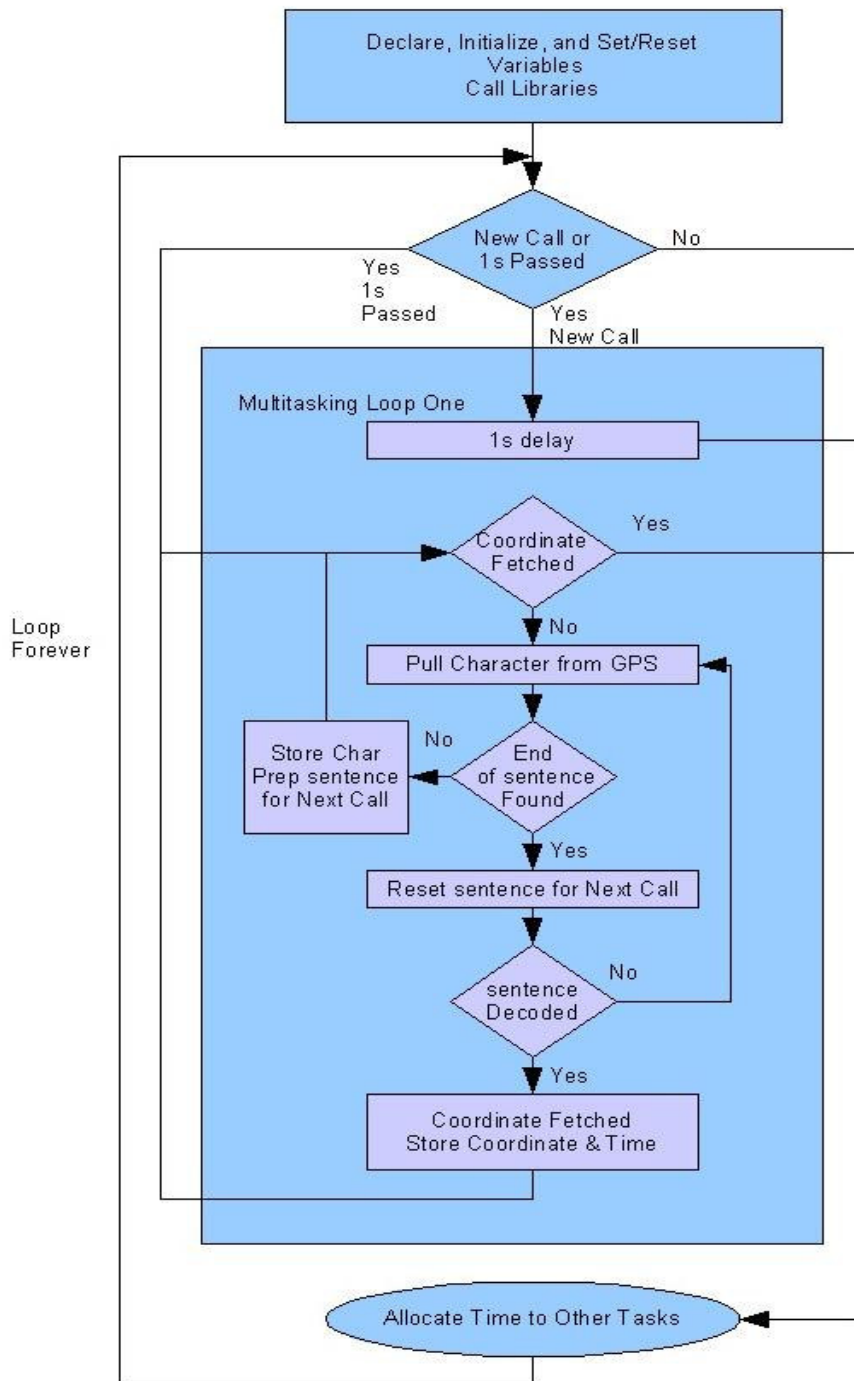 Declare, Initialize, and Set/Reset
Variables
Call Libraries
New Call or
1s Passed
No
Yes
1s
Passed
Yes
New Call
Multitasking Loop One
1s delay
Coordinate
Fetched
Yes
No
Loop
Forever
Pull Character from GPS
Store Char
Prep sentence
for Next Call
No
End
of sentence
Found
Yes
Reset sentence for Next Call
sentence
Decoded
No
Yes
Coordinate Fetched
Store Coordinate & Time
Allocate Time to Other Tasks